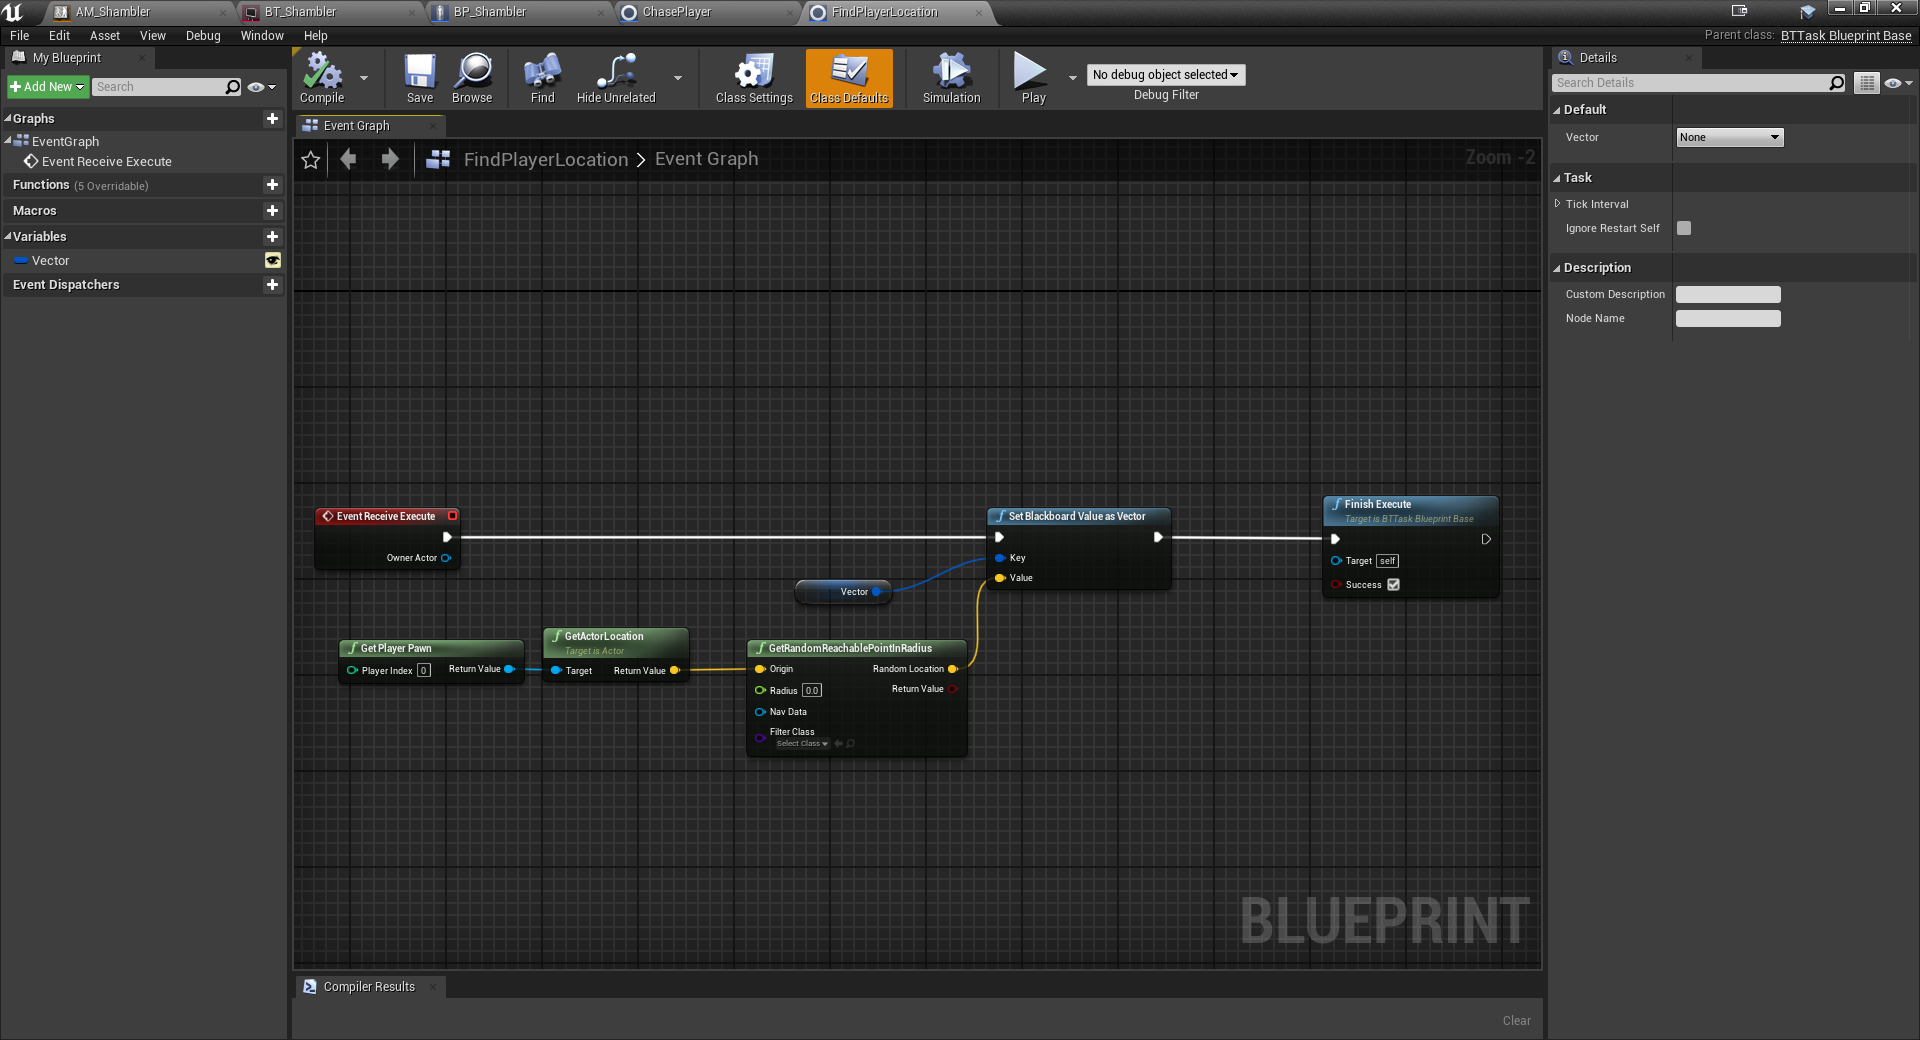 AM_Shambler
BT_Shambler
BP_Shambler
ChasePlayer
FindPlayerLocation
File Edit Asset View Debug Window Help
Parent class: BTTask Blueprint Base
My Blueprint
Add New
Search
Graphs
EventGraph
Event Receive Execute
Functions (5 Overridable)
Macros
Variables
Vector
Event Dispatchers
Compile
Save
Browse
Find
Hide Unrelated
Class Settings
Class Defaults
Simulation
Play
No debug object selected
Debug Filter
Event Graph
FindPlayerLocation > Event Graph
Zoom -2
Event Receive Execute
Owner Actor
Get Player Pawn
Player Index 0
Return Value
GetActorLocation
Target is Actor
Target
Return Value
Vector
GetRandomReachablePointInRadius
Origin
Random Location
Radius 0.0
Return Value
Nav Data
Filter Class
Select Class
Set Blackboard Value as Vector
Key
Value
Finish Execute
Target is BTTask Blueprint Base
Target self
Success
BLUEPRINT
Compiler Results
Clear
Details
Search Details
Default
Vector
None
Task
Tick Interval
Ignore Restart Self
Description
Custom Description
Node Name